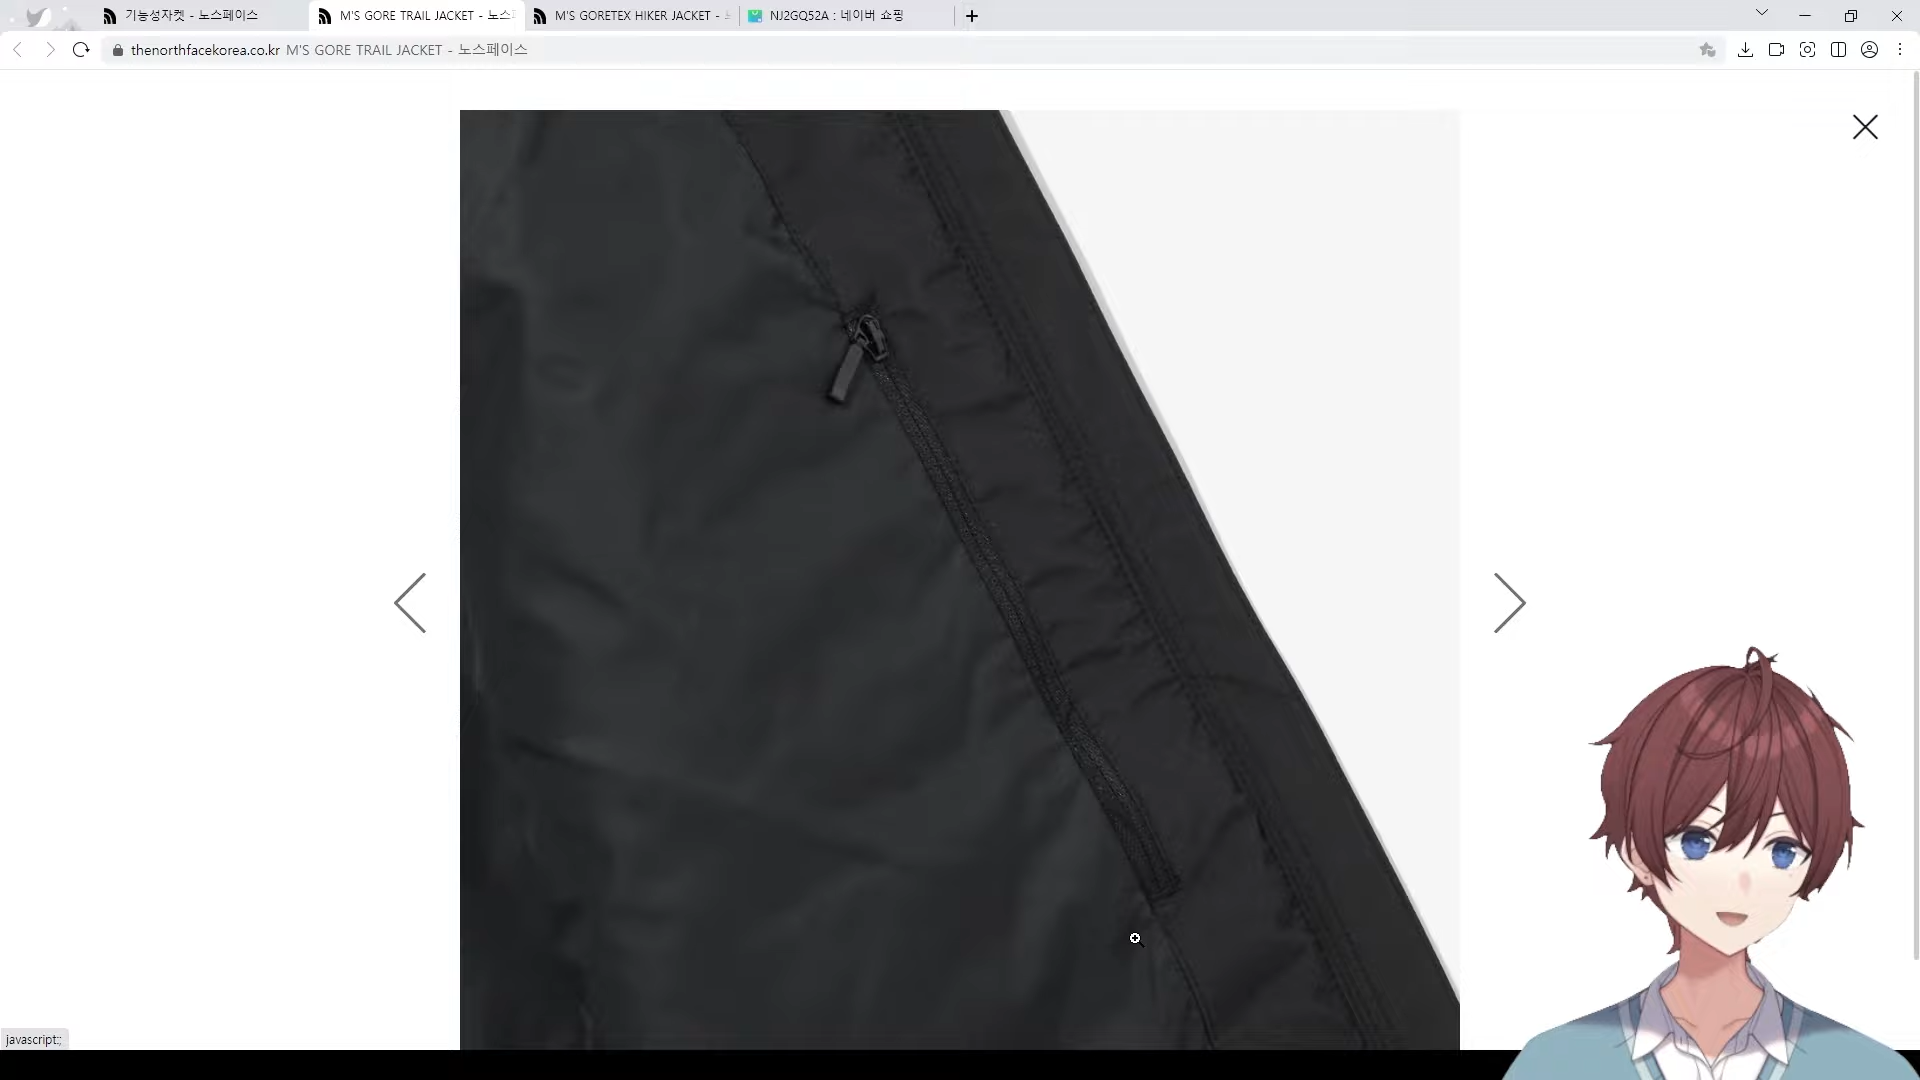 기능성자켓 - 노스페이스
M'S GORE TRAIL JACKET - 노스
M'S GORETEX HIKER JACKET -
NJ2GQ52A : 네이버 쇼핑
thenorthfacekorea.co.kr M'S GORE TRAIL JACKET - 노스페이스
javascript:;